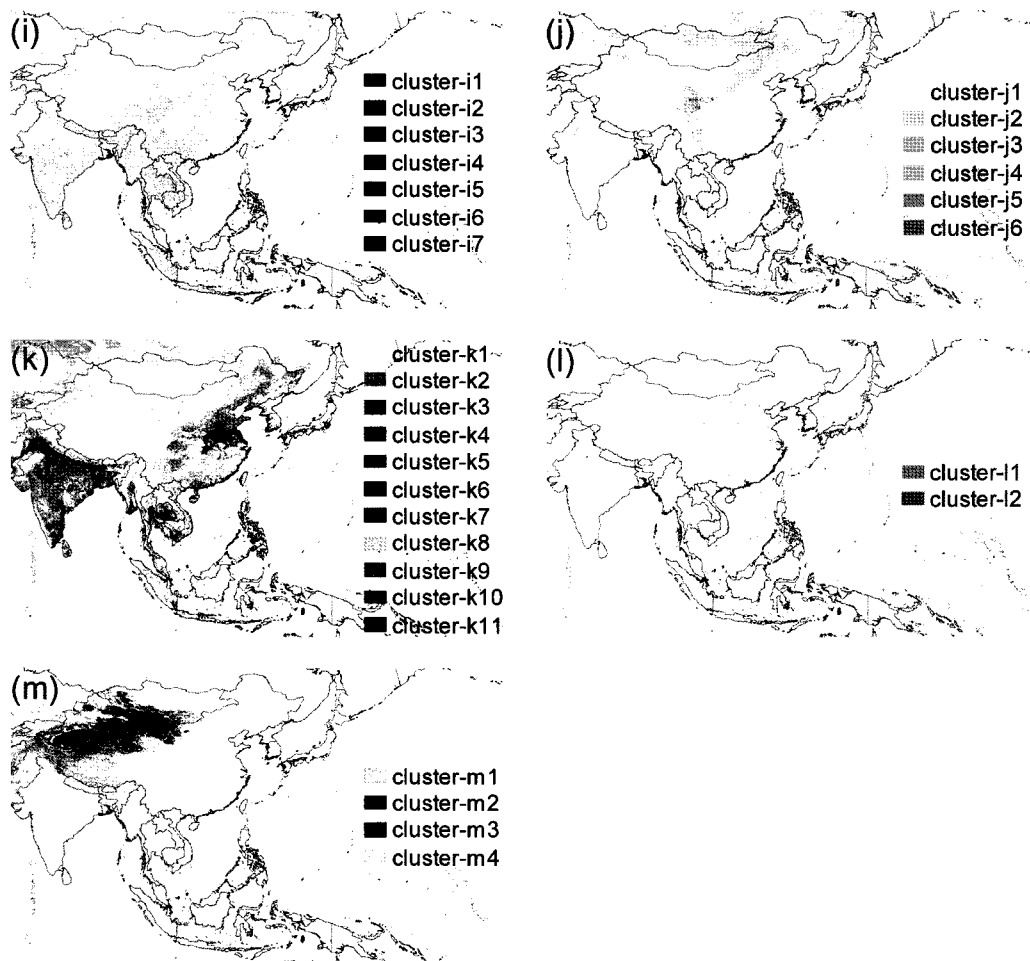 (i)
cluster-i1
cluster-i2
cluster-i3
cluster-i4
cluster-i5
cluster-i6
cluster-i7
(j)
cluster-j1
cluster-j2
cluster-j3
cluster-j4
cluster-j5
cluster-j6
(k)
cluster-k1
cluster-k2
cluster-k3
cluster-k4
cluster-k5
cluster-k6
cluster-k7
cluster-k8
cluster-k9
cluster-k10
cluster-k11
(l)
cluster-l1
cluster-l2
(m)
cluster-m1
cluster-m2
cluster-m3
cluster-m4